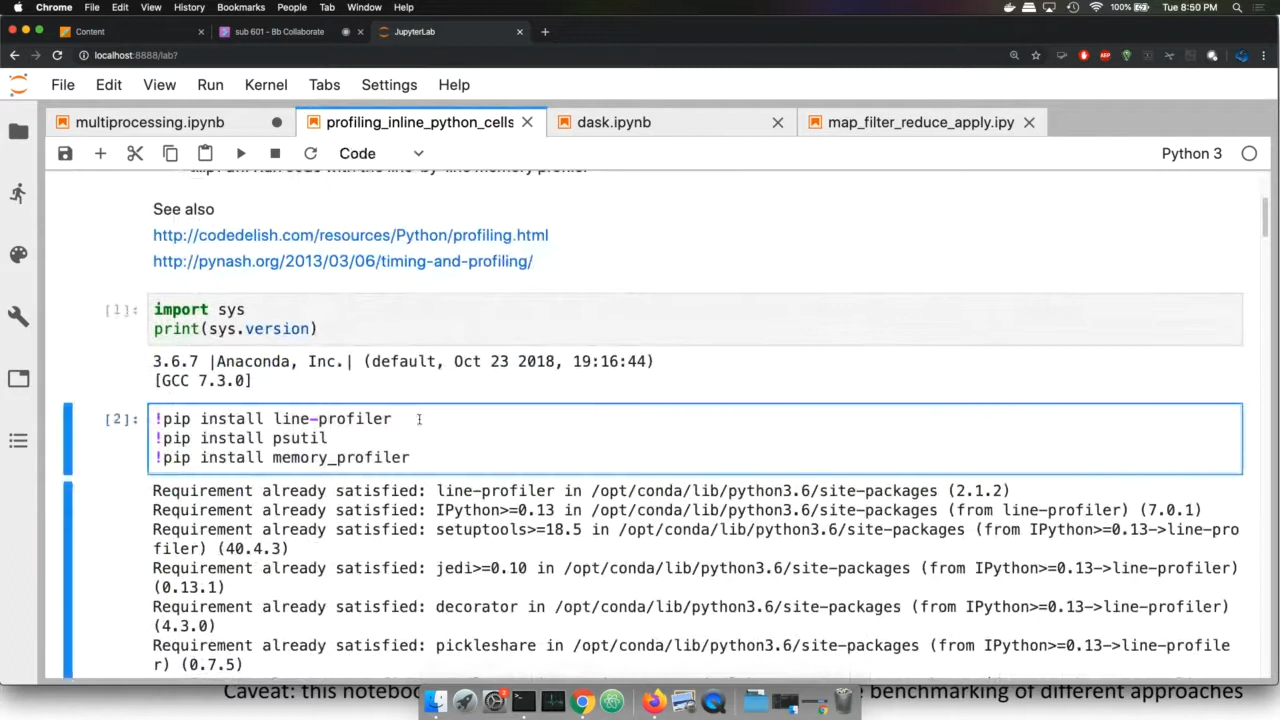 Chrome File Edit View History Bookmarks People Tab Window Help 100% Tue 8:50 PM
Content sub 601 - Bb Collaborate JupyterLab
localhost:8888/lab?
File Edit View Run Kernel Tabs Settings Help
multiprocessing.ipynb profiling_inline_python_cells dask.ipynb map_filter_reduce_apply.ipy
Code Python 3
See also
http://codedelish.com/resources/Python/profiling.html
http://pynash.org/2013/03/06/timing-and-profiling/
[1]: import sys
print(sys.version)
3.6.7 |Anaconda, Inc.| (default, Oct 23 2018, 19:16:44)
[GCC 7.3.0]
[2]: !pip install line-profiler
!pip install psutil
!pip install memory_profiler
Requirement already satisfied: line-profiler in /opt/conda/lib/python3.6/site-packages (2.1.2)
Requirement already satisfied: IPython>=0.13 in /opt/conda/lib/python3.6/site-packages (from line-profiler) (7.0.1)
Requirement already satisfied: setuptools>=18.5 in /opt/conda/lib/python3.6/site-packages (from IPython>=0.13->line-pro
filer) (40.4.3)
Requirement already satisfied: jedi>=0.10 in /opt/conda/lib/python3.6/site-packages (from IPython>=0.13->line-profiler)
(0.13.1)
Requirement already satisfied: decorator in /opt/conda/lib/python3.6/site-packages (from IPython>=0.13->line-profiler)
(4.3.0)
Requirement already satisfied: pickleshare in /opt/conda/lib/python3.6/site-packages (from IPython>=0.13->line-profile
r) (0.7.5)
Caveat: this notebo benchmarking of different approaches